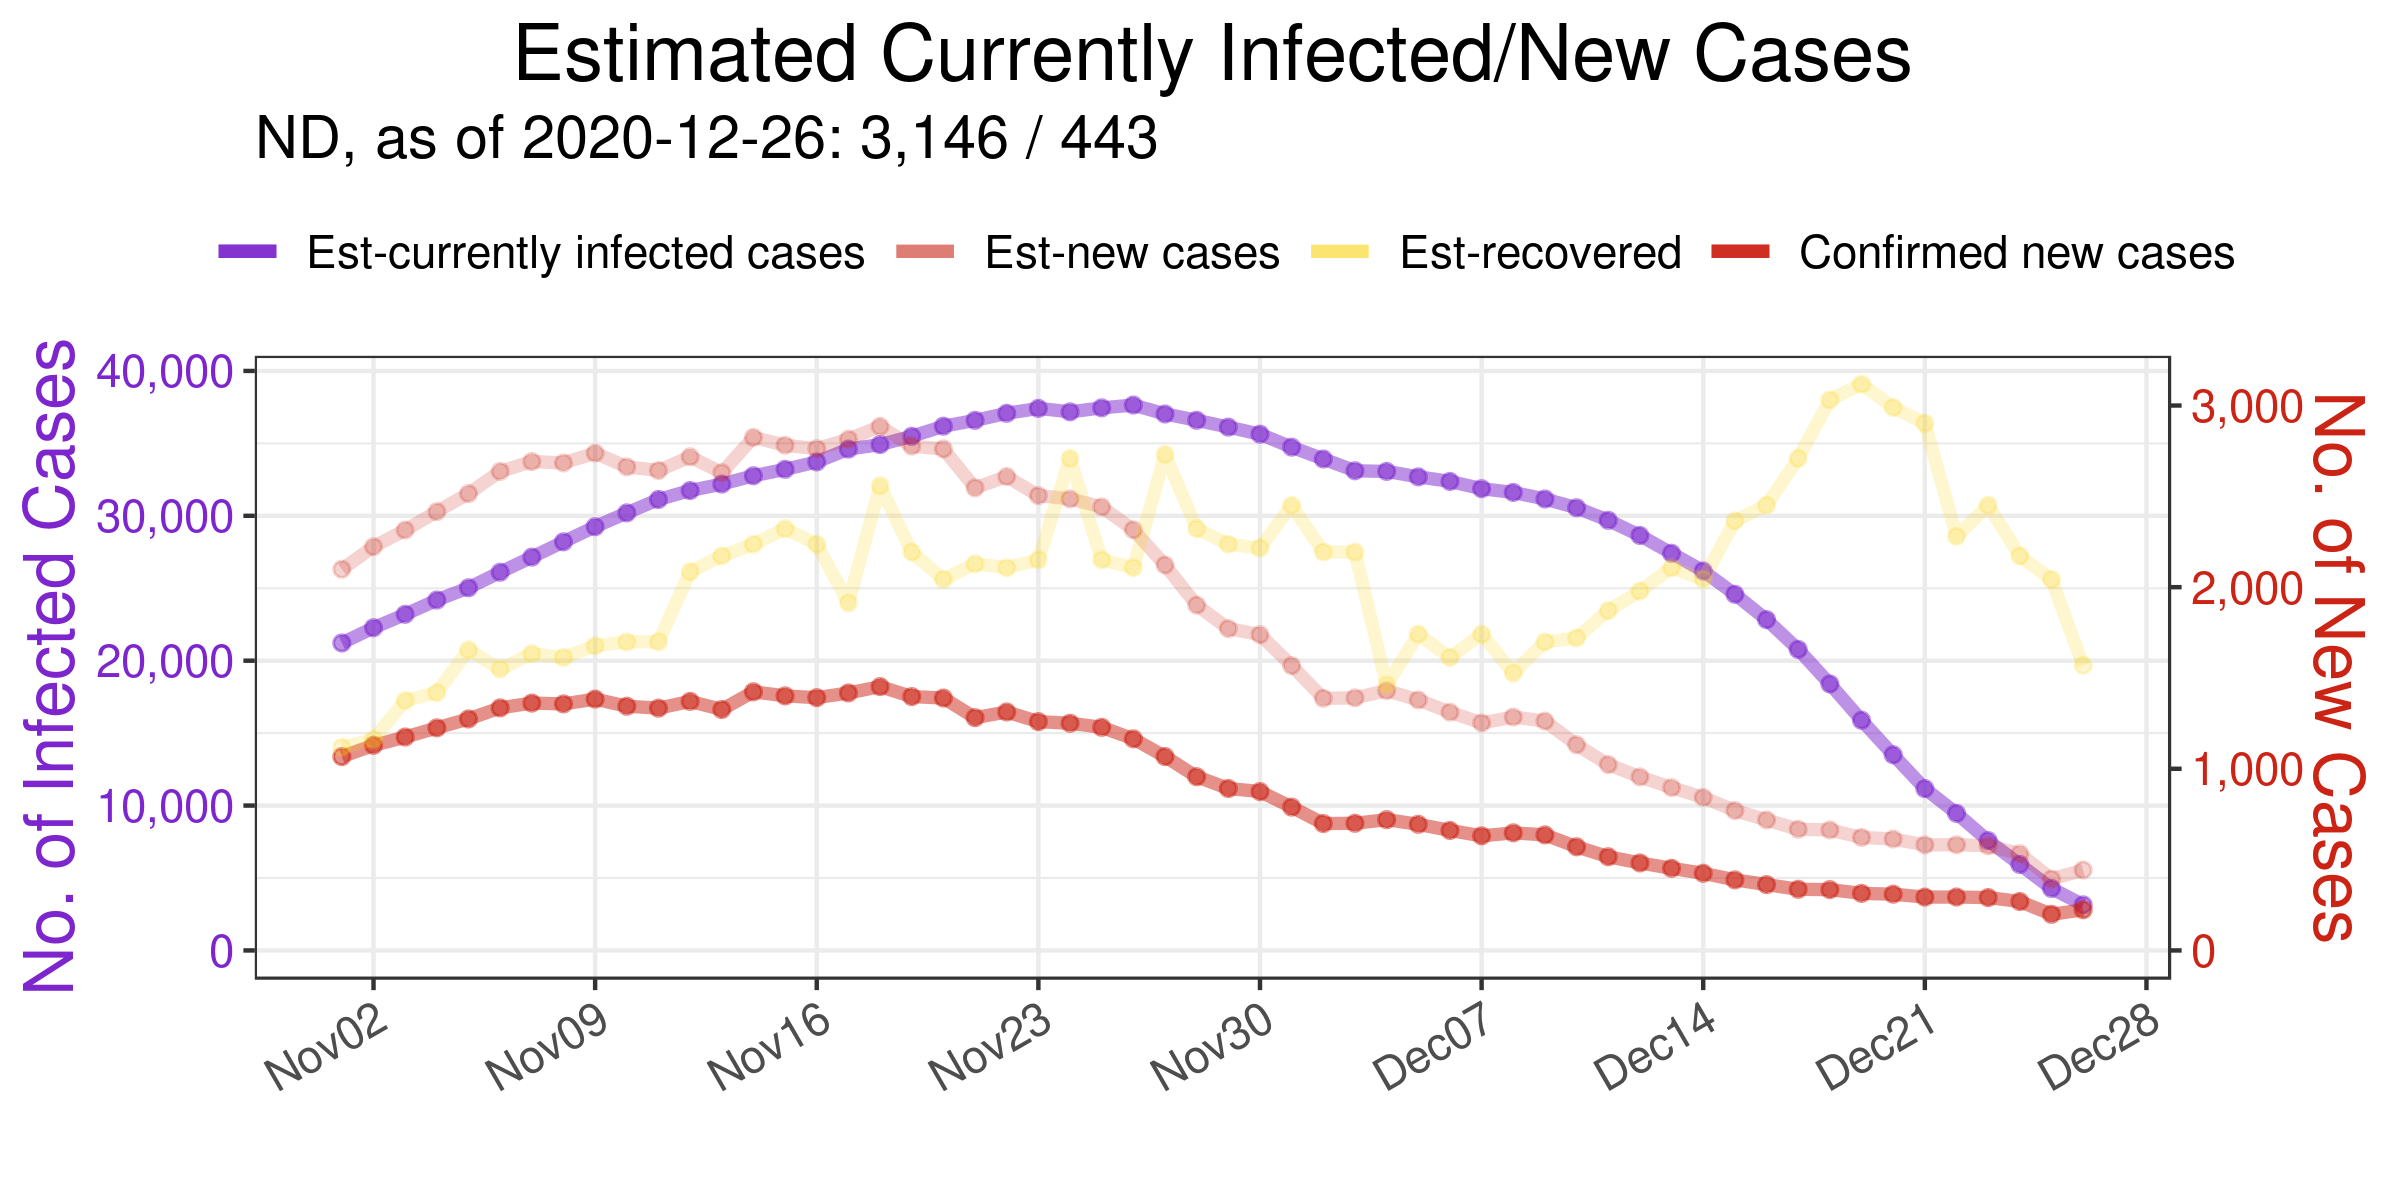 Estimated Currently Infected/New Cases
ND, as of 2020-12-26: 3,146 / 443
Est-currently infected cases Est-new cases Est-recovered Confirmed new cases
No. of Infected Cases
40,000
30,000
20,000
10,000
0
3,000
2,000
1,000
0
No. of New Cases
Nov02 Nov09 Nov16 Nov23 Nov30 Dec07 Dec14 Dec21 Dec28